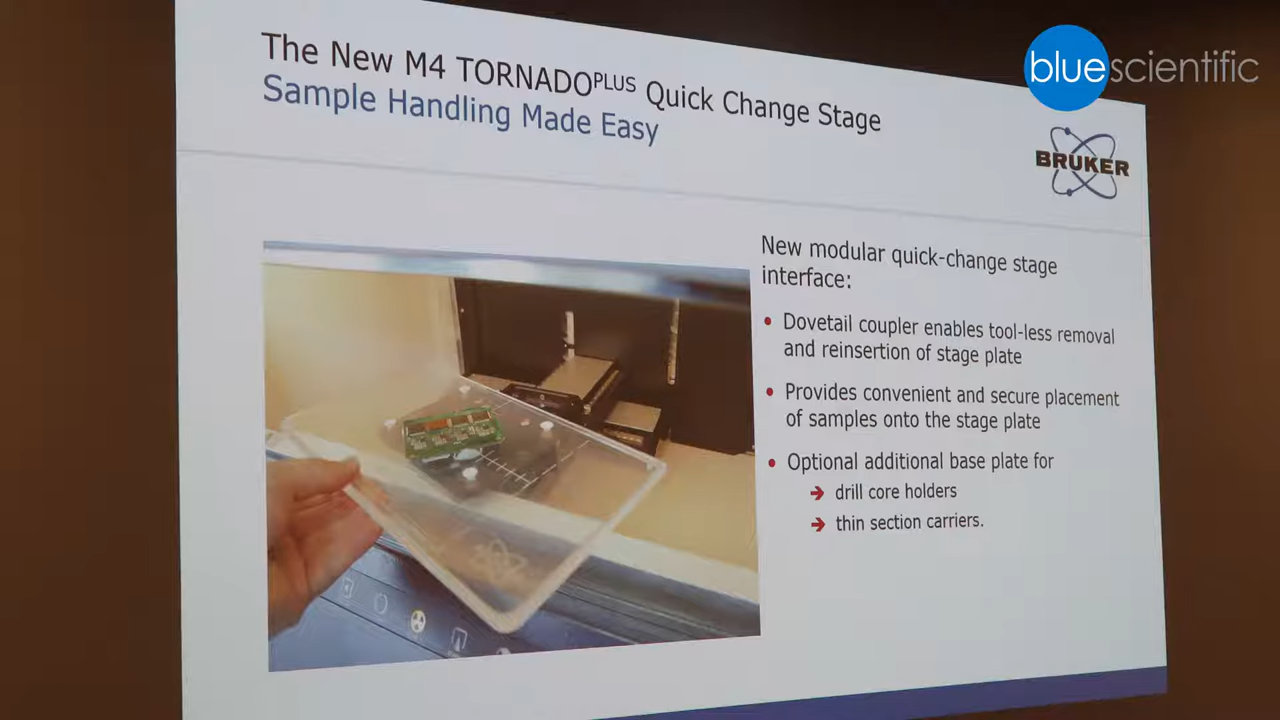 The New M4 TORNADOPLUS Quick Change Stage
Sample Handling Made Easy
bluescientific
BRUKER
New modular quick-change stage
interface:
• Dovetail coupler enables tool-less removal
and reinsertion of stage plate
• Provides convenient and secure placement
of samples onto the stage plate
• Optional additional base plate for
➔ drill core holders
➔ thin section carriers.